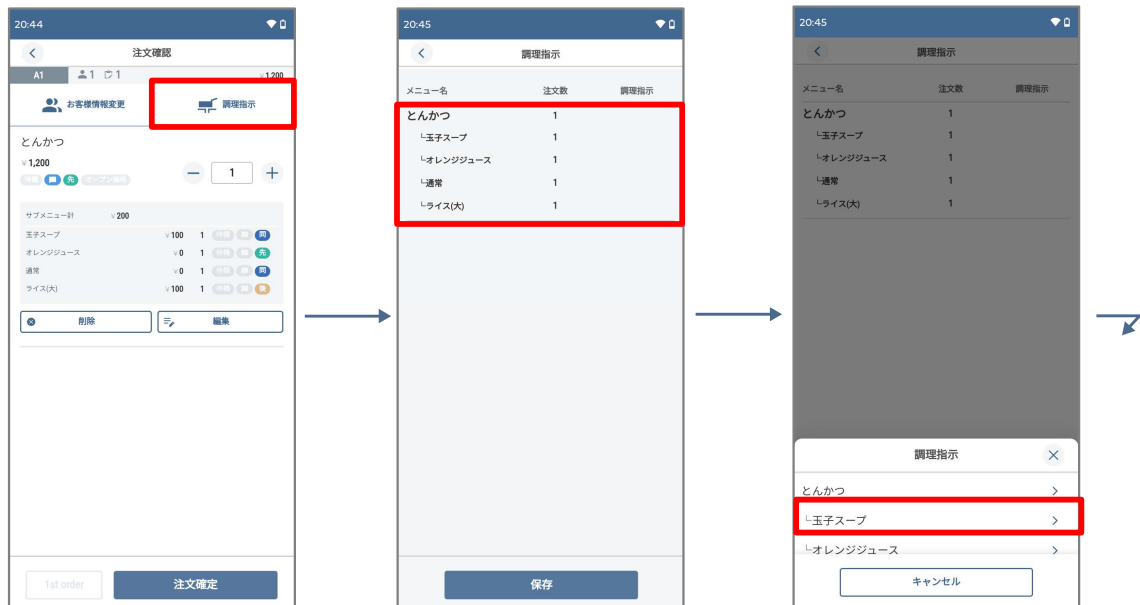 20:44
注文確認
A1 1 1 ¥1,200
お客様情報変更 調理指示
とんかつ
¥1,200
1
先 オープン価格
サブメニュー計 ¥200
玉子スープ ¥100 1 同
オレンジジュース ¥0 1 先
通常 ¥0 1 同
ライス(大) ¥100 1
削除 編集
1st order 注文確定
20:45
調理指示
メニュー名 注文数 調理指示
とんかつ 1
└玉子スープ 1
└オレンジジュース 1
└通常 1
└ライス(大) 1
保存
20:45
調理指示
メニュー名 注文数 調理指示
とんかつ 1
└玉子スープ 1
└オレンジジュース 1
└通常 1
└ライス(大) 1
調理指示
とんかつ
└玉子スープ
└オレンジジュース
キャンセル